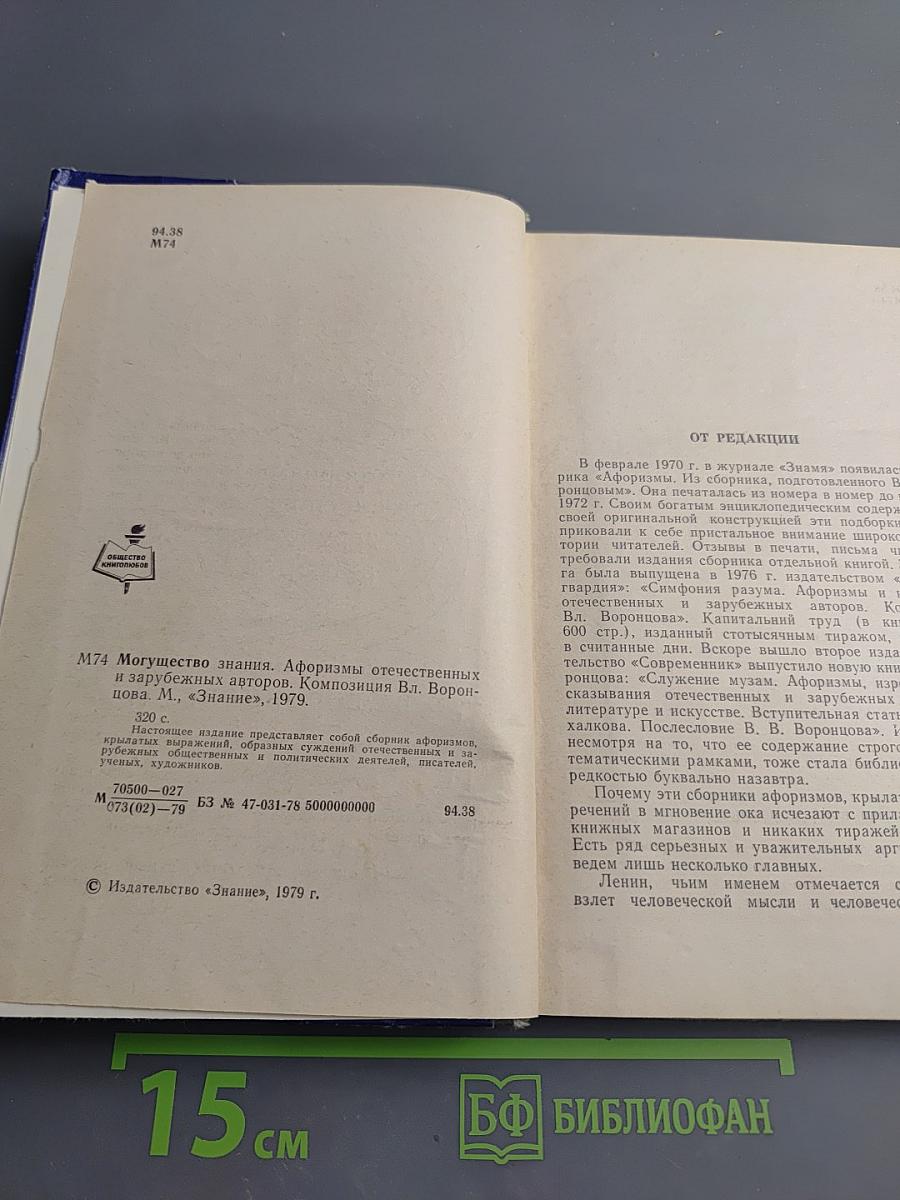 94.38
М74
ОБЩЕСТВО
КНИГОЛЮБОВ
М74 Могущество знания. Афоризмы отечественных
и зарубежных авторов. Композиция Вл. Ворон-
цова. М., «Знание», 1979.
320 с.
Настоящее издание представляет собой сборник афоризмов,
крылатых выражений, образных суждений отечественных и за-
рубежных общественных и политических деятелей, писателей,
ученых, художников.
М 70500—027
073(02)—79 БЗ № 47-031-78 5000000000 94.38
© Издательство «Знание», 1979 г.
ОТ РЕДАКЦИИ
В феврале 1970 г. в журнале «Знамя» появилас
рика «Афоризмы. Из сборника, подготовленного В
ронцовым». Она печаталась из номера в номер до
1972 г. Своим богатым энциклопедическим содерж
своей оригинальной конструкцией эти подборки
приковали к себе пристальное внимание широко
тории читателей. Отзывы в печати, письма ч
требовали издания сборника отдельной книгой.
га была выпущена в 1976 г. издательством «
гвардия»: «Симфония разума. Афоризмы и
отечественных и зарубежных авторов. Ко
Вл. Воронцова». Капитальный труд (в кн
600 стр.), изданный стотысячным тиражом,
в считанные дни. Вскоре вышло второе изда
тельство «Современник» выпустило новую кни
ронцова: «Служение музам. Афоризмы, изре
сказывания отечественных и зарубежных
литературе и искусстве. Вступительная стат
халкова. Послесловие В. В. Воронцова». И
несмотря на то, что ее содержание строго
тематическими рамками, тоже стала библи
редкостью буквально назавтра.
Почему эти сборники афоризмов, крылат
речений в мгновение ока исчезают с прила
книжных магазинов и никаких тиражей
Есть ряд серьезных и уважительных арг
ведем лишь несколько главных.
Ленин, чьим именем отмечается с
взлет человеческой мысли и человечес
15 см
БФ БИБЛИОФАН